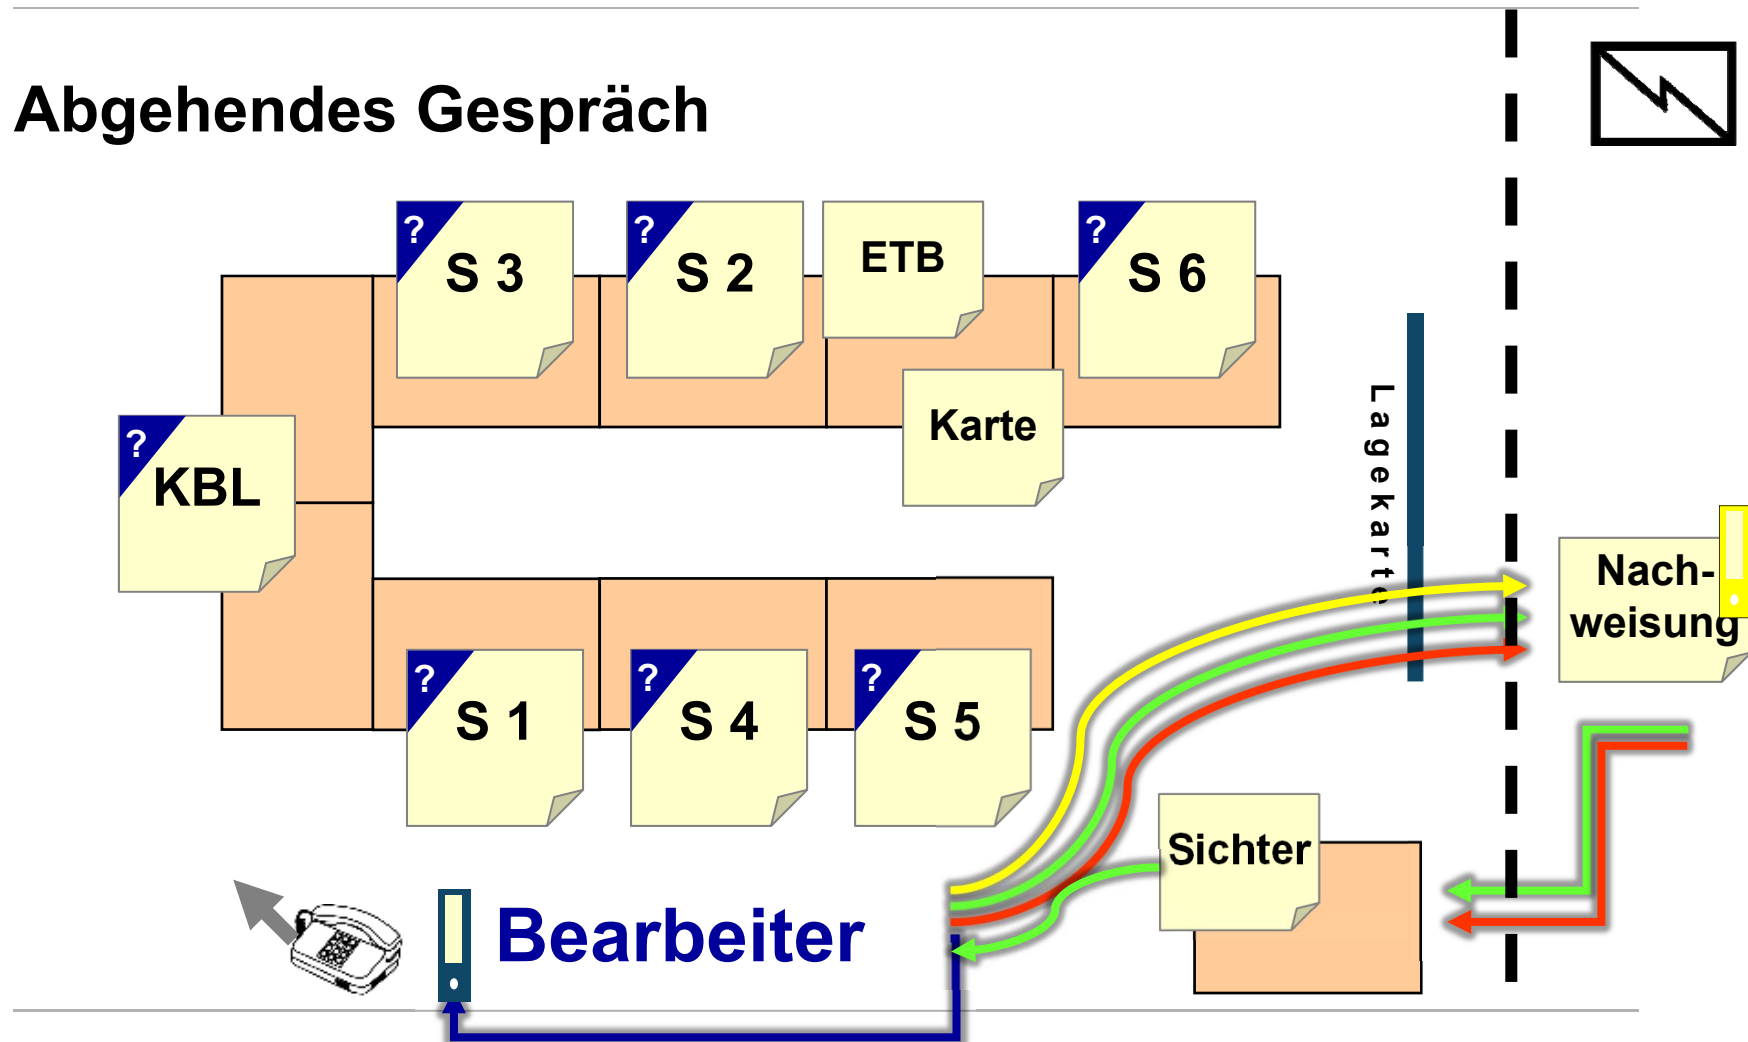 Abgehendes Gespräch
?
S 3
?
S 2
ETB
?
S 6
Karte
Lagekarte
?
KBL
Nach-
weisung
?
S 1
?
S 4
?
S 5
Sichter
Bearbeiter